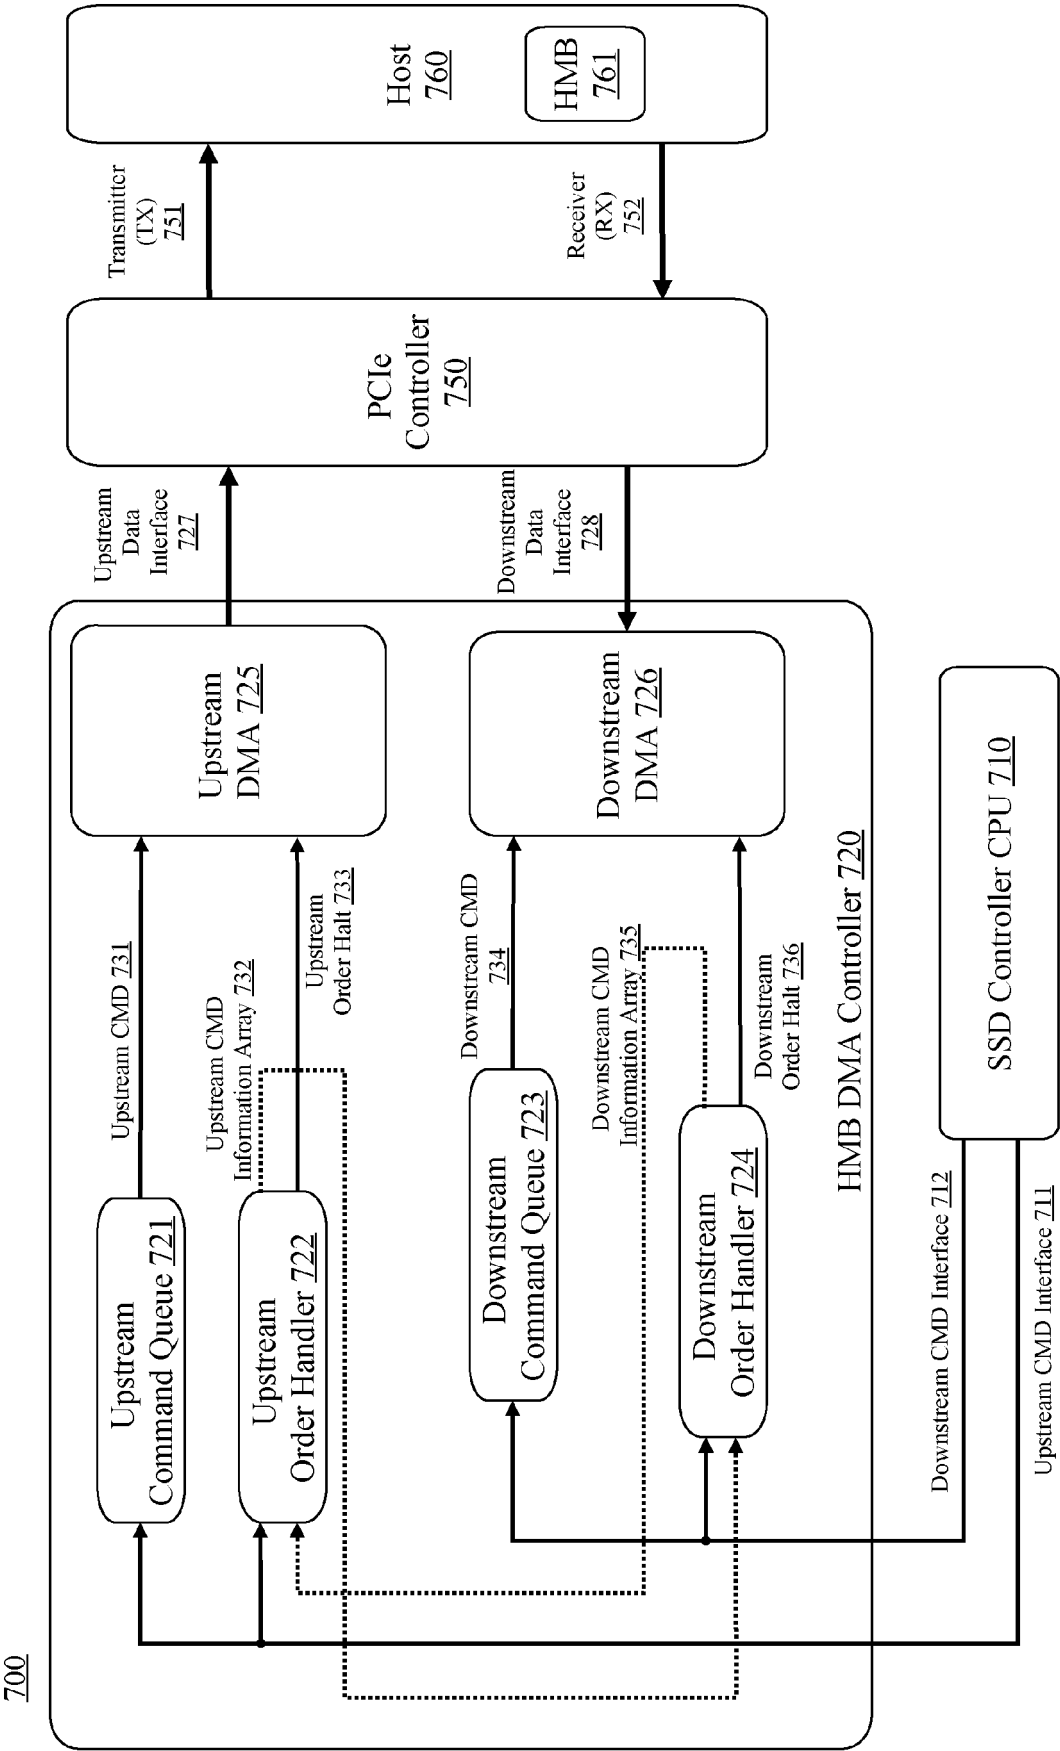 700
Upstream
Command Queue 721
Upstream CMD 731
Upstream
DMA 725
Upstream
Data
Interface
727
Transmitter
(TX)
751
Upstream
Order Handler 722
Upstream CMD
Information Array 732
Upstream
Order Halt 733
PCIe
Controller
750
Host
760
HMB
761
Downstream
Command Queue 723
Downstream CMD
734
Downstream
DMA 726
Downstream
Data
Interface
728
Receiver
(RX)
752
Downstream
Order Handler 724
Downstream CMD
Information Array 735
Downstream
Order Halt 736
HMB DMA Controller 720
Downstream CMD Interface 712
SSD Controller CPU 710
Upstream CMD Interface 711